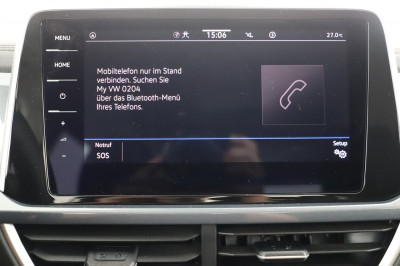 MENU
15:06
27.0°C
HOME
Mobiltelefon nur im Stand
verbinden. Suchen Sie
My VW 0204
über das Bluetooth-Menü
Ihres Telefons.
+
−
Notruf
SOS
Setup